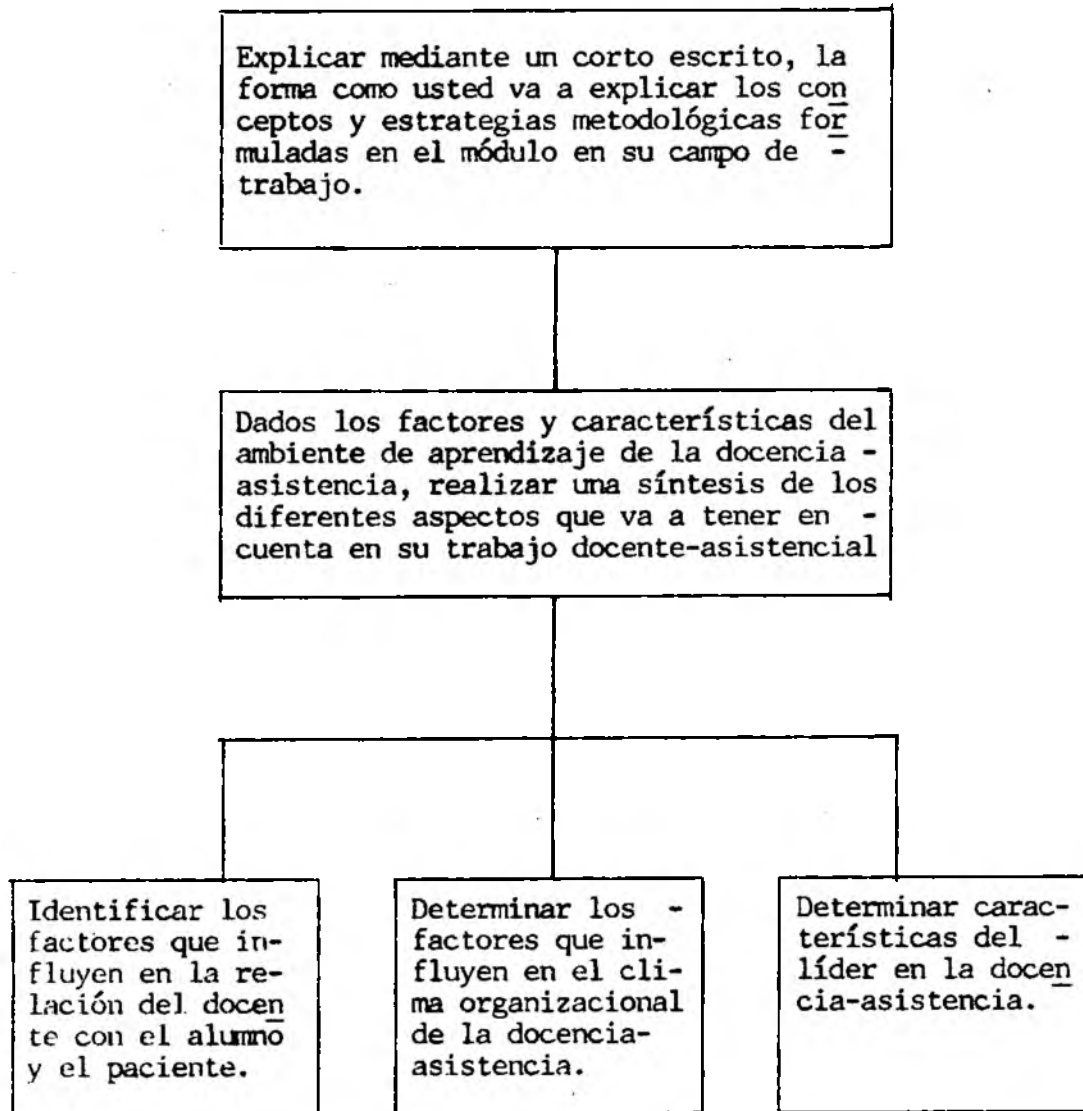 Explicar mediante un corto escrito, la
forma como usted va a explicar los con
ceptos y estrategias metodológicas for
muladas en el módulo en su campo de -
trabajo.
Dados los factores y características del
ambiente de aprendizaje de la docencia -
asistencia, realizar una síntesis de los
diferentes aspectos que va a tener en -
cuenta en su trabajo docente-asistencial
Identificar los
factores que in-
fluyen en la re-
lación del docen
te con el alumno
y el paciente.
Determinar los -
factores que in-
fluyen en el cli-
ma organizacional
de la docencia-
asistencia.
Determinar carac-
terísticas del -
líder en la docen
cia-asistencia.